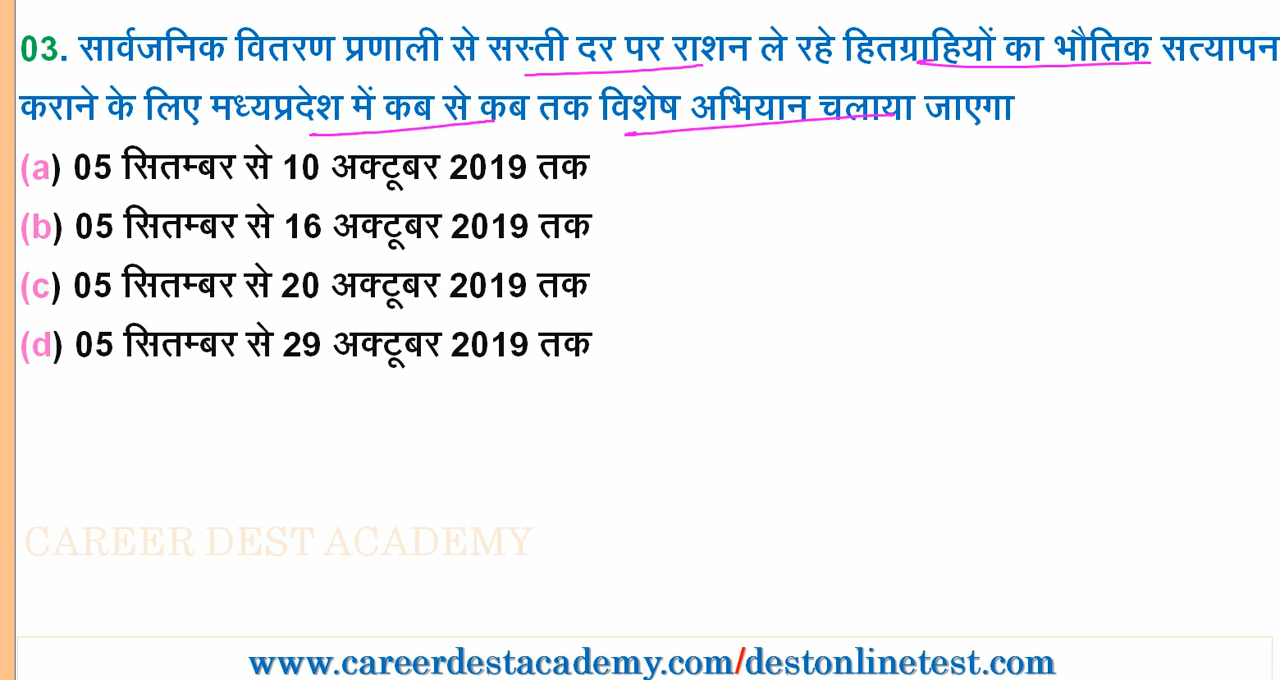 03. सार्वजनिक वितरण प्रणाली से सस्ती दर पर राशन ले रहे हितग्राहियों का भौतिक सत्यापन
कराने के लिए मध्यप्रदेश में कब से कब तक विशेष अभियान चलाया जाएगा
(a) 05 सितम्बर से 10 अक्टूबर 2019 तक
(b) 05 सितम्बर से 16 अक्टूबर 2019 तक
(c) 05 सितम्बर से 20 अक्टूबर 2019 तक
(d) 05 सितम्बर से 29 अक्टूबर 2019 तक
CAREER DEST ACADEMY
www.careerdestacademy.com/destonlinetest.com